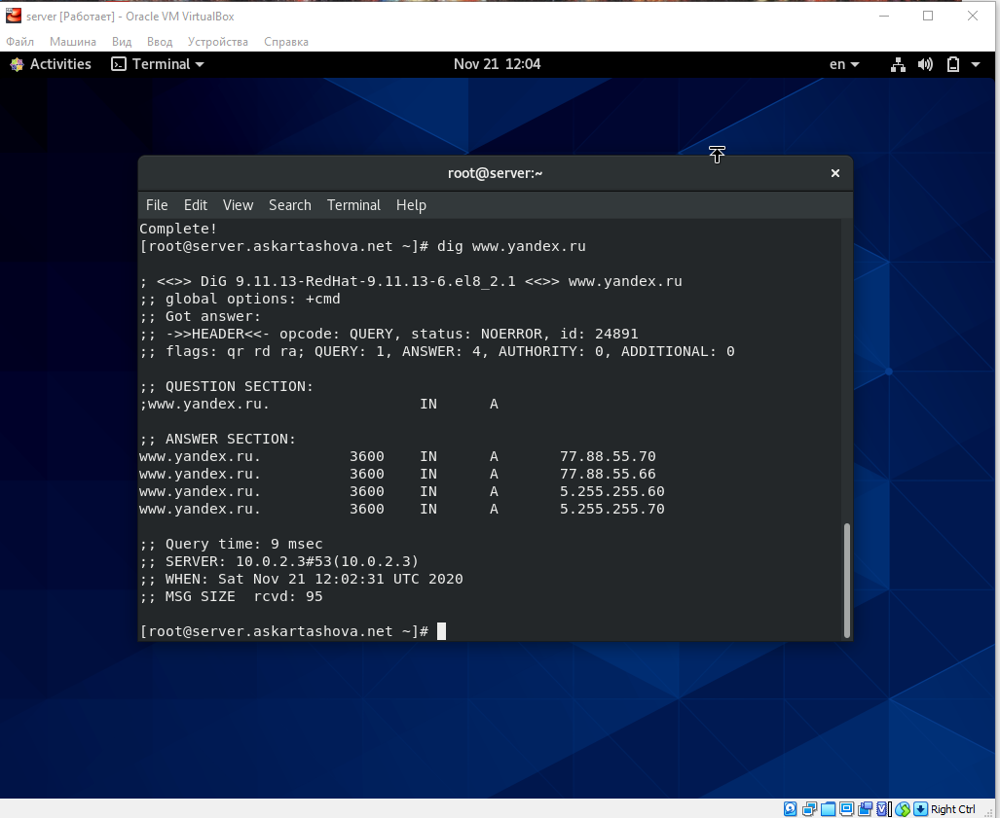 server [Работает] - Oracle VM VirtualBox
Файл Машина Вид Ввод Устройства Справка
Activities Terminal Nov 21 12:04 en
root@server:~
File Edit View Search Terminal Help
Complete!
[root@server.askartashova.net ~]# dig www.yandex.ru
; <<>> DiG 9.11.13-RedHat-9.11.13-6.el8_2.1 <<>> www.yandex.ru
;; global options: +cmd
;; Got answer:
;; ->>HEADER<<- opcode: QUERY, status: NOERROR, id: 24891
;; flags: qr rd ra; QUERY: 1, ANSWER: 4, AUTHORITY: 0, ADDITIONAL: 0
;; QUESTION SECTION:
;www.yandex.ru. IN A
;; ANSWER SECTION:
www.yandex.ru. 3600 IN A 77.88.55.70
www.yandex.ru. 3600 IN A 77.88.55.66
www.yandex.ru. 3600 IN A 5.255.255.60
www.yandex.ru. 3600 IN A 5.255.255.70
;; Query time: 9 msec
;; SERVER: 10.0.2.3#53(10.0.2.3)
;; WHEN: Sat Nov 21 12:02:31 UTC 2020
;; MSG SIZE rcvd: 95
[root@server.askartashova.net ~]#
Right Ctrl